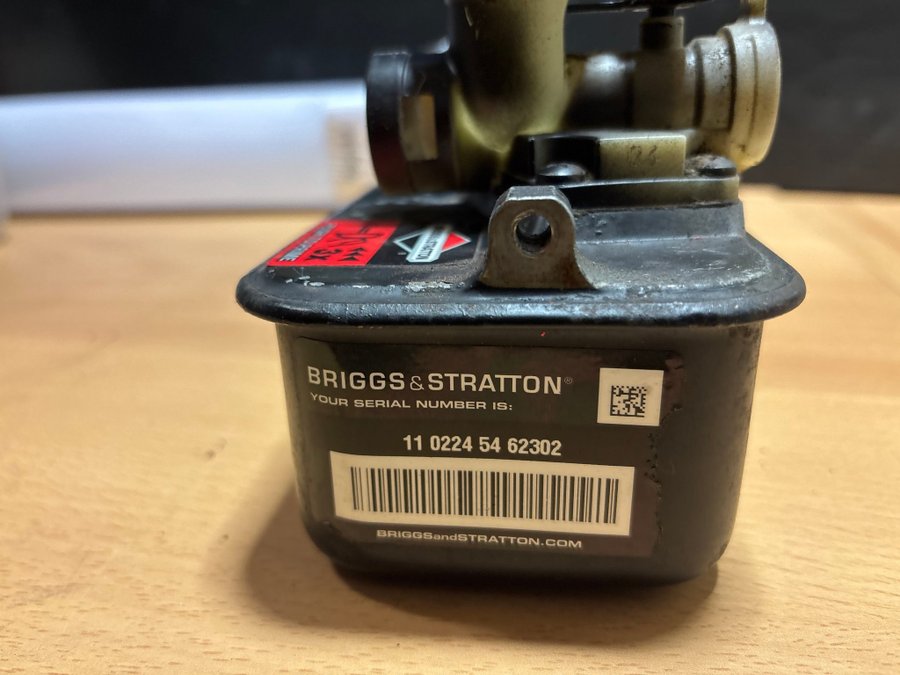 BRIGGS&STRATTON®
YOUR SERIAL NUMBER IS:
11 0224 54 62302
BRIGGSandSTRATTON.COM